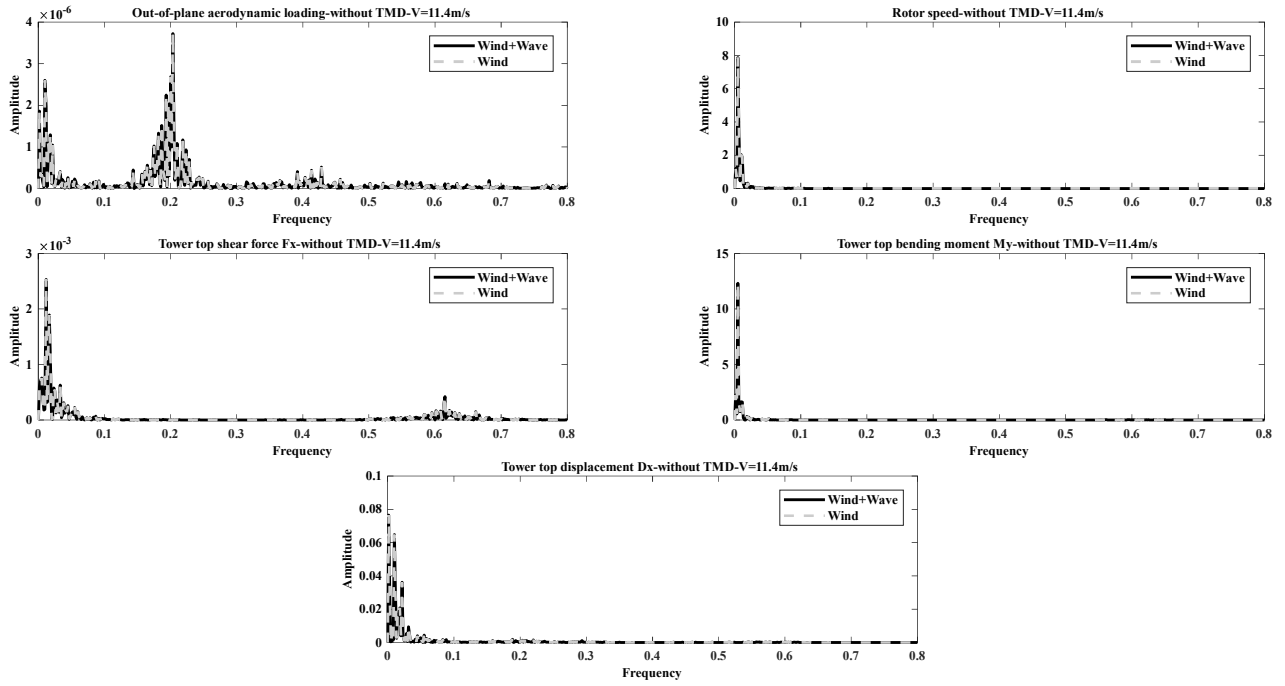 Out-of-plane aerodynamic loading-without TMD-V=11.4m/s
×10⁻⁶
4
3
2
1
0
Amplitude
Wind+Wave
Wind
0 0.1 0.2 0.3 0.4 0.5 0.6 0.7 0.8
Frequency
Rotor speed-without TMD-V=11.4m/s
10
8
6
4
2
0
Amplitude
Wind+Wave
Wind
0 0.1 0.2 0.3 0.4 0.5 0.6 0.7 0.8
Frequency
Tower top shear force Fx-without TMD-V=11.4m/s
×10⁻³
3
2
1
0
Amplitude
Wind+Wave
Wind
0 0.1 0.2 0.3 0.4 0.5 0.6 0.7 0.8
Frequency
Tower top bending moment My-without TMD-V=11.4m/s
15
10
5
0
Amplitude
Wind+Wave
Wind
0 0.1 0.2 0.3 0.4 0.5 0.6 0.7 0.8
Frequency
Tower top displacement Dx-without TMD-V=11.4m/s
0.1
0.08
0.06
0.04
0.02
0
Amplitude
Wind+Wave
Wind
0 0.1 0.2 0.3 0.4 0.5 0.6 0.7 0.8
Frequency